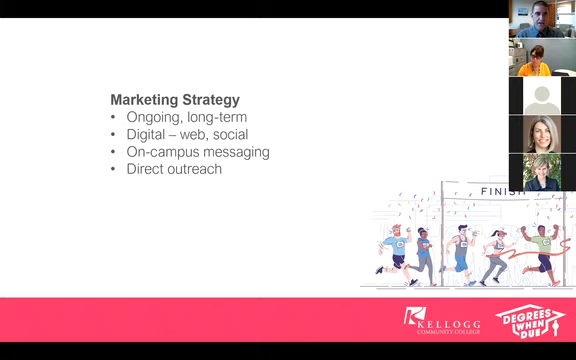 Marketing Strategy
• Ongoing, long-term
• Digital – web, social
• On-campus messaging
• Direct outreach
FINISH
KELLOGG
COMMUNITY COLLEGE
DEGREES
WHEN
DUE